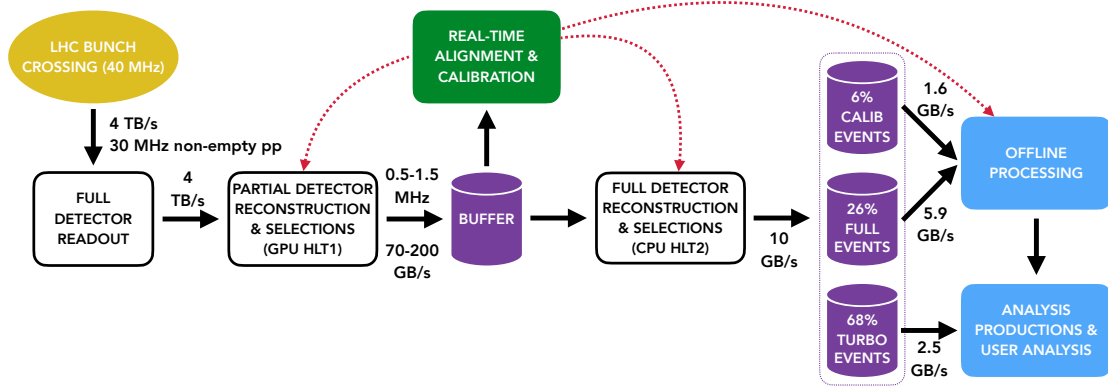 LHC BUNCH
CROSSING (40 MHz)
4 TB/s
30 MHz non-empty pp
FULL
DETECTOR
READOUT
4
TB/s
PARTIAL DETECTOR
RECONSTRUCTION
& SELECTIONS
(GPU HLT1)
0.5-1.5
MHz
70-200
GB/s
REAL-TIME
ALIGNMENT &
CALIBRATION
BUFFER
FULL DETECTOR
RECONSTRUCTION
& SELECTIONS
(CPU HLT2)
10
GB/s
6%
CALIB
EVENTS
26%
FULL
EVENTS
68%
TURBO
EVENTS
1.6
GB/s
5.9
GB/s
2.5
GB/s
OFFLINE
PROCESSING
ANALYSIS
PRODUCTIONS &
USER ANALYSIS